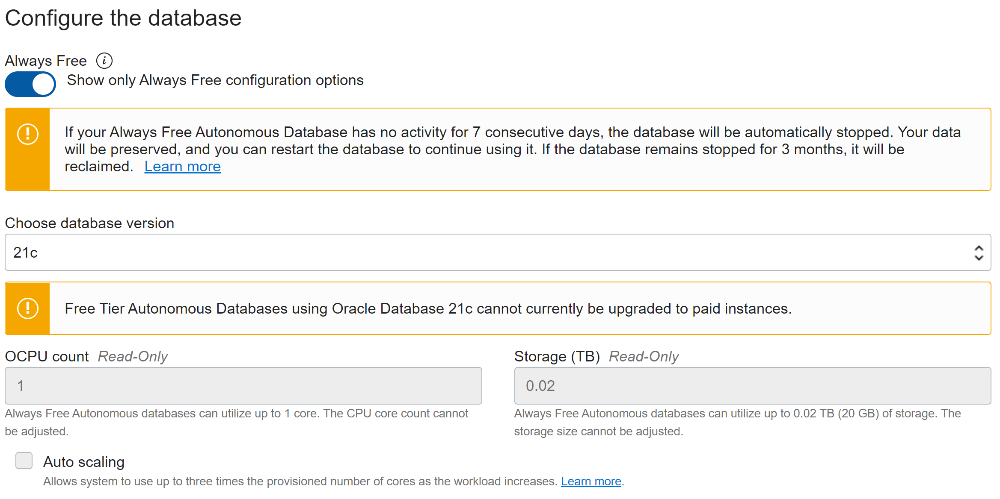 Configure the database
Always Free
Show only Always Free configuration options
If your Always Free Autonomous Database has no activity for 7 consecutive days, the database will be automatically stopped. Your data
will be preserved, and you can restart the database to continue using it. If the database remains stopped for 3 months, it will be
reclaimed. Learn more
Choose database version
21c
Free Tier Autonomous Databases using Oracle Database 21c cannot currently be upgraded to paid instances.
OCPU count Read-Only
1
Always Free Autonomous databases can utilize up to 1 core. The CPU core count cannot
be adjusted.
Storage (TB) Read-Only
0.02
Always Free Autonomous databases can utilize up to 0.02 TB (20 GB) of storage. The
storage size cannot be adjusted.
Auto scaling
Allows system to use up to three times the provisioned number of cores as the workload increases. Learn more.